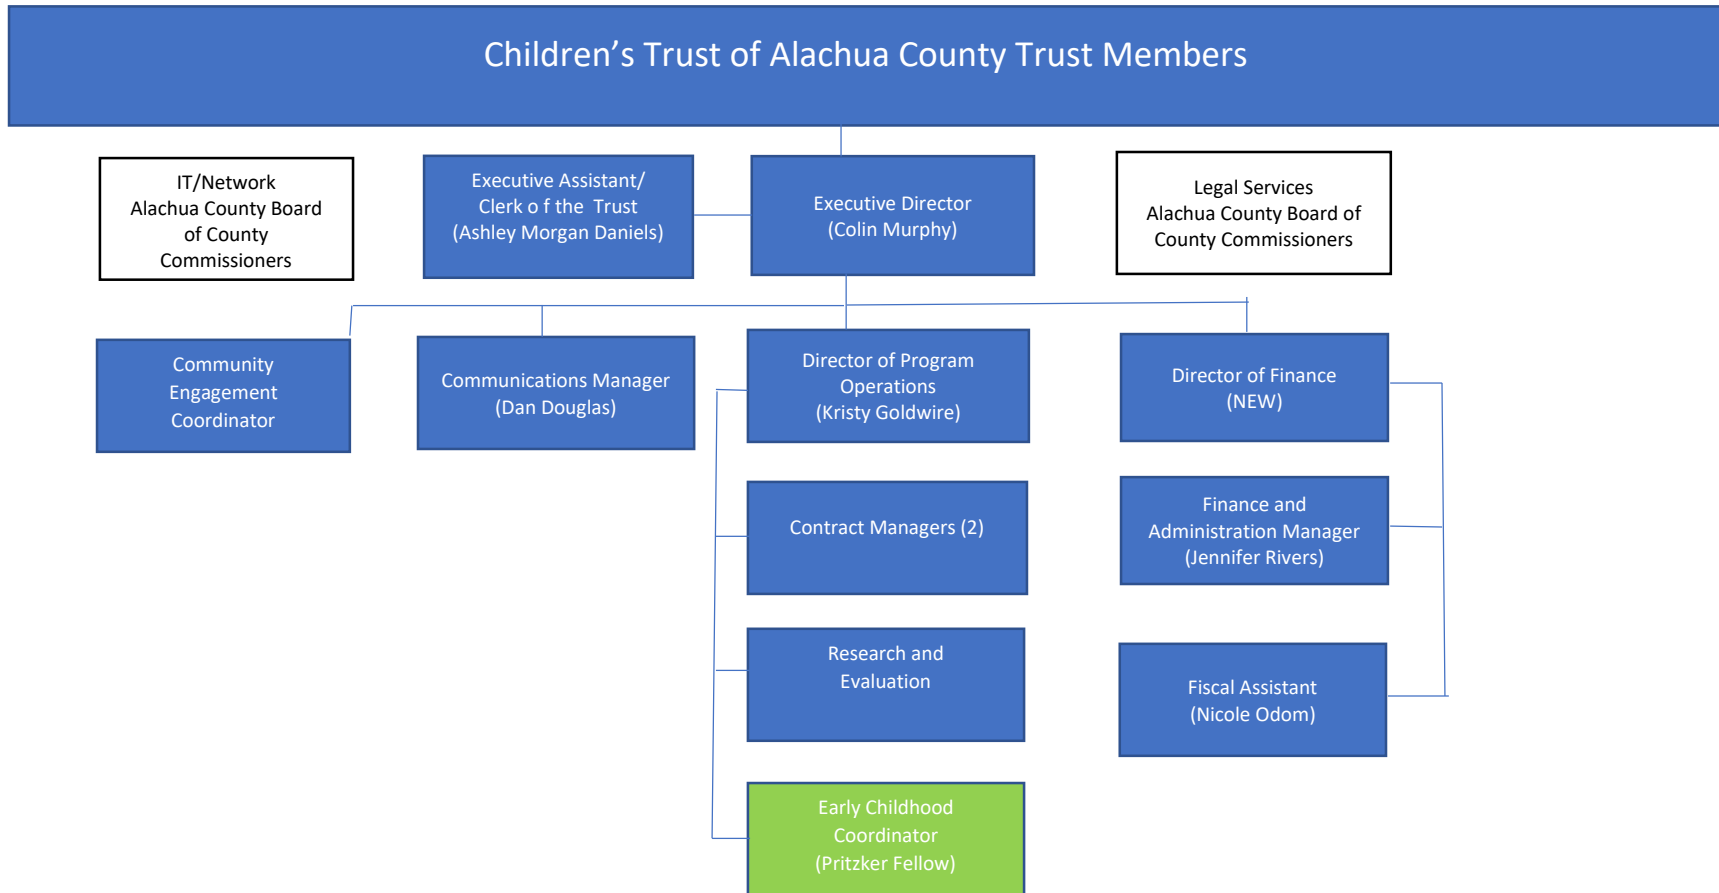 Children’s Trust of Alachua County Trust Members
IT/Network
Alachua County Board
of County
Commissioners
Executive Assistant/
Clerk o f the Trust
(Ashley Morgan Daniels)
Executive Director
(Colin Murphy)
Legal Services
Alachua County Board of
County Commissioners
Community
Engagement
Coordinator
Communications Manager
(Dan Douglas)
Director of Program
Operations
(Kristy Goldwire)
Director of Finance
(NEW)
Contract Managers (2)
Finance and
Administration Manager
(Jennifer Rivers)
Research and
Evaluation
Fiscal Assistant
(Nicole Odom)
Early Childhood
Coordinator
(Pritzker Fellow)